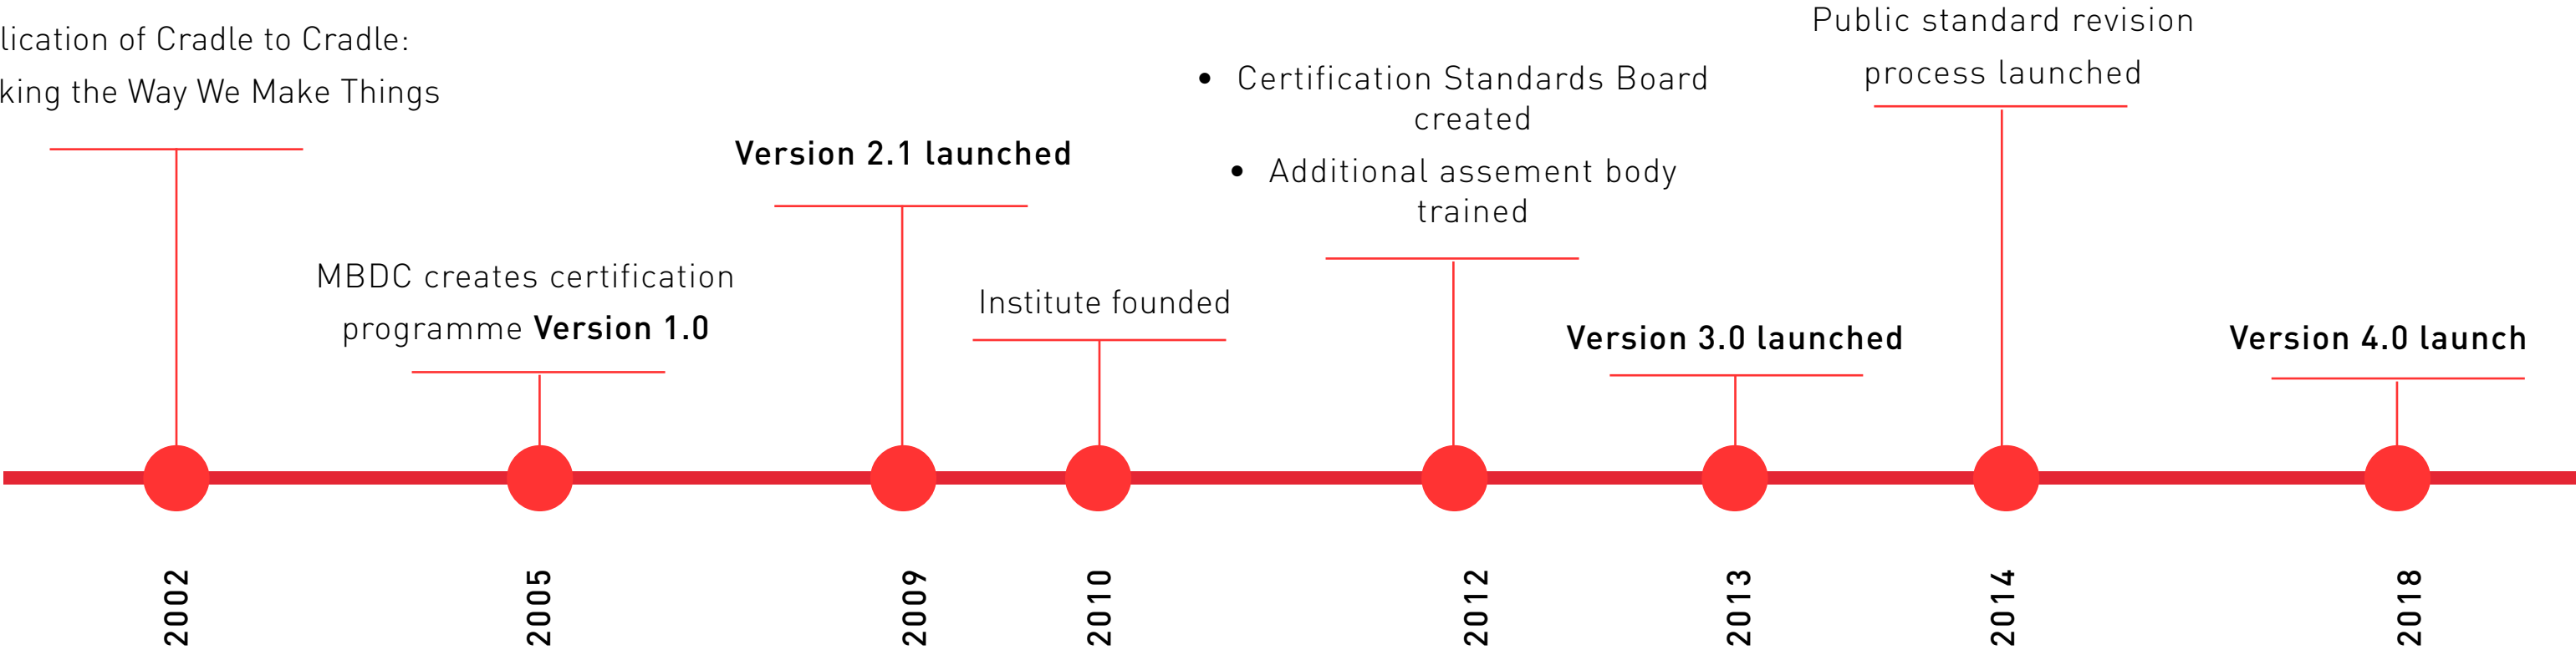 lication of Cradle to Cradle:
king the Way We Make Things
MBDC creates certification
programme Version 1.0
Version 2.1 launched
Institute founded
• Certification Standards Board
created
• Additional assement body
trained
Version 3.0 launched
Public standard revision
process launched
Version 4.0 launch
2002
2005
2009
2010
2012
2013
2014
2018